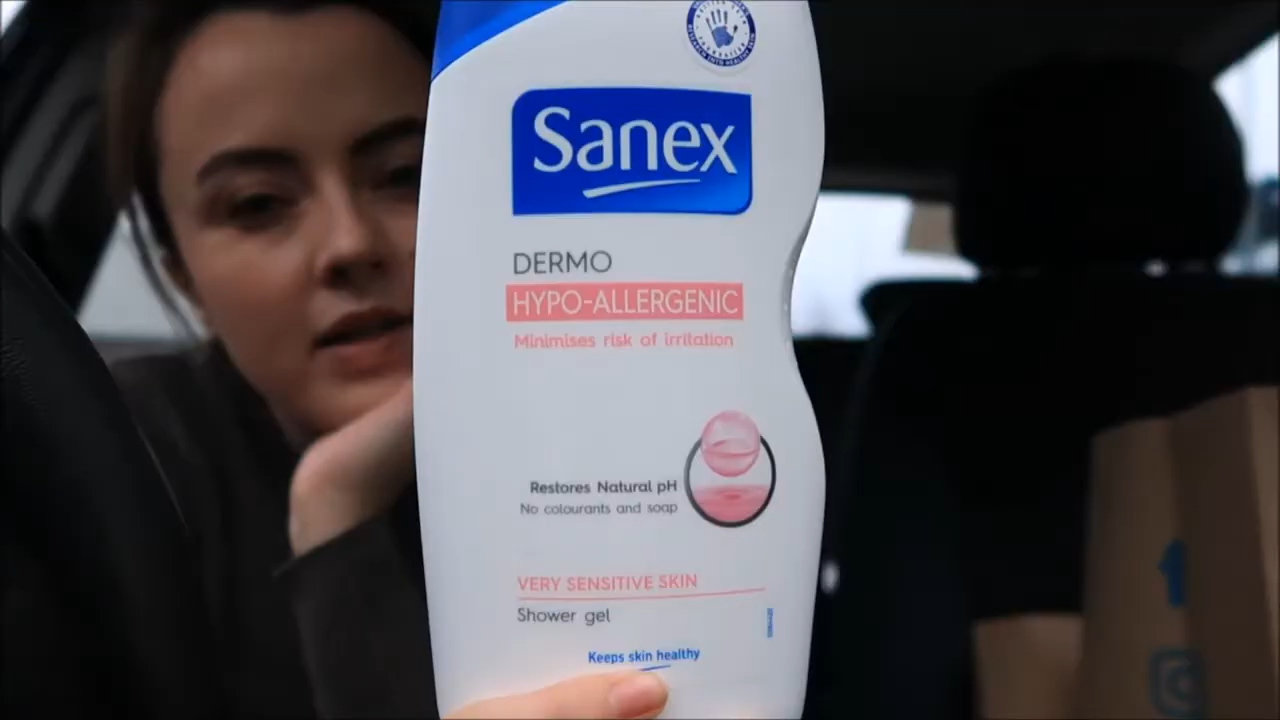 Sanex
DERMO
HYPO-ALLERGENIC
Minimises risk of irritation
Restores Natural pH
No colourants and soap
VERY SENSITIVE SKIN
Shower gel
Keeps skin healthy